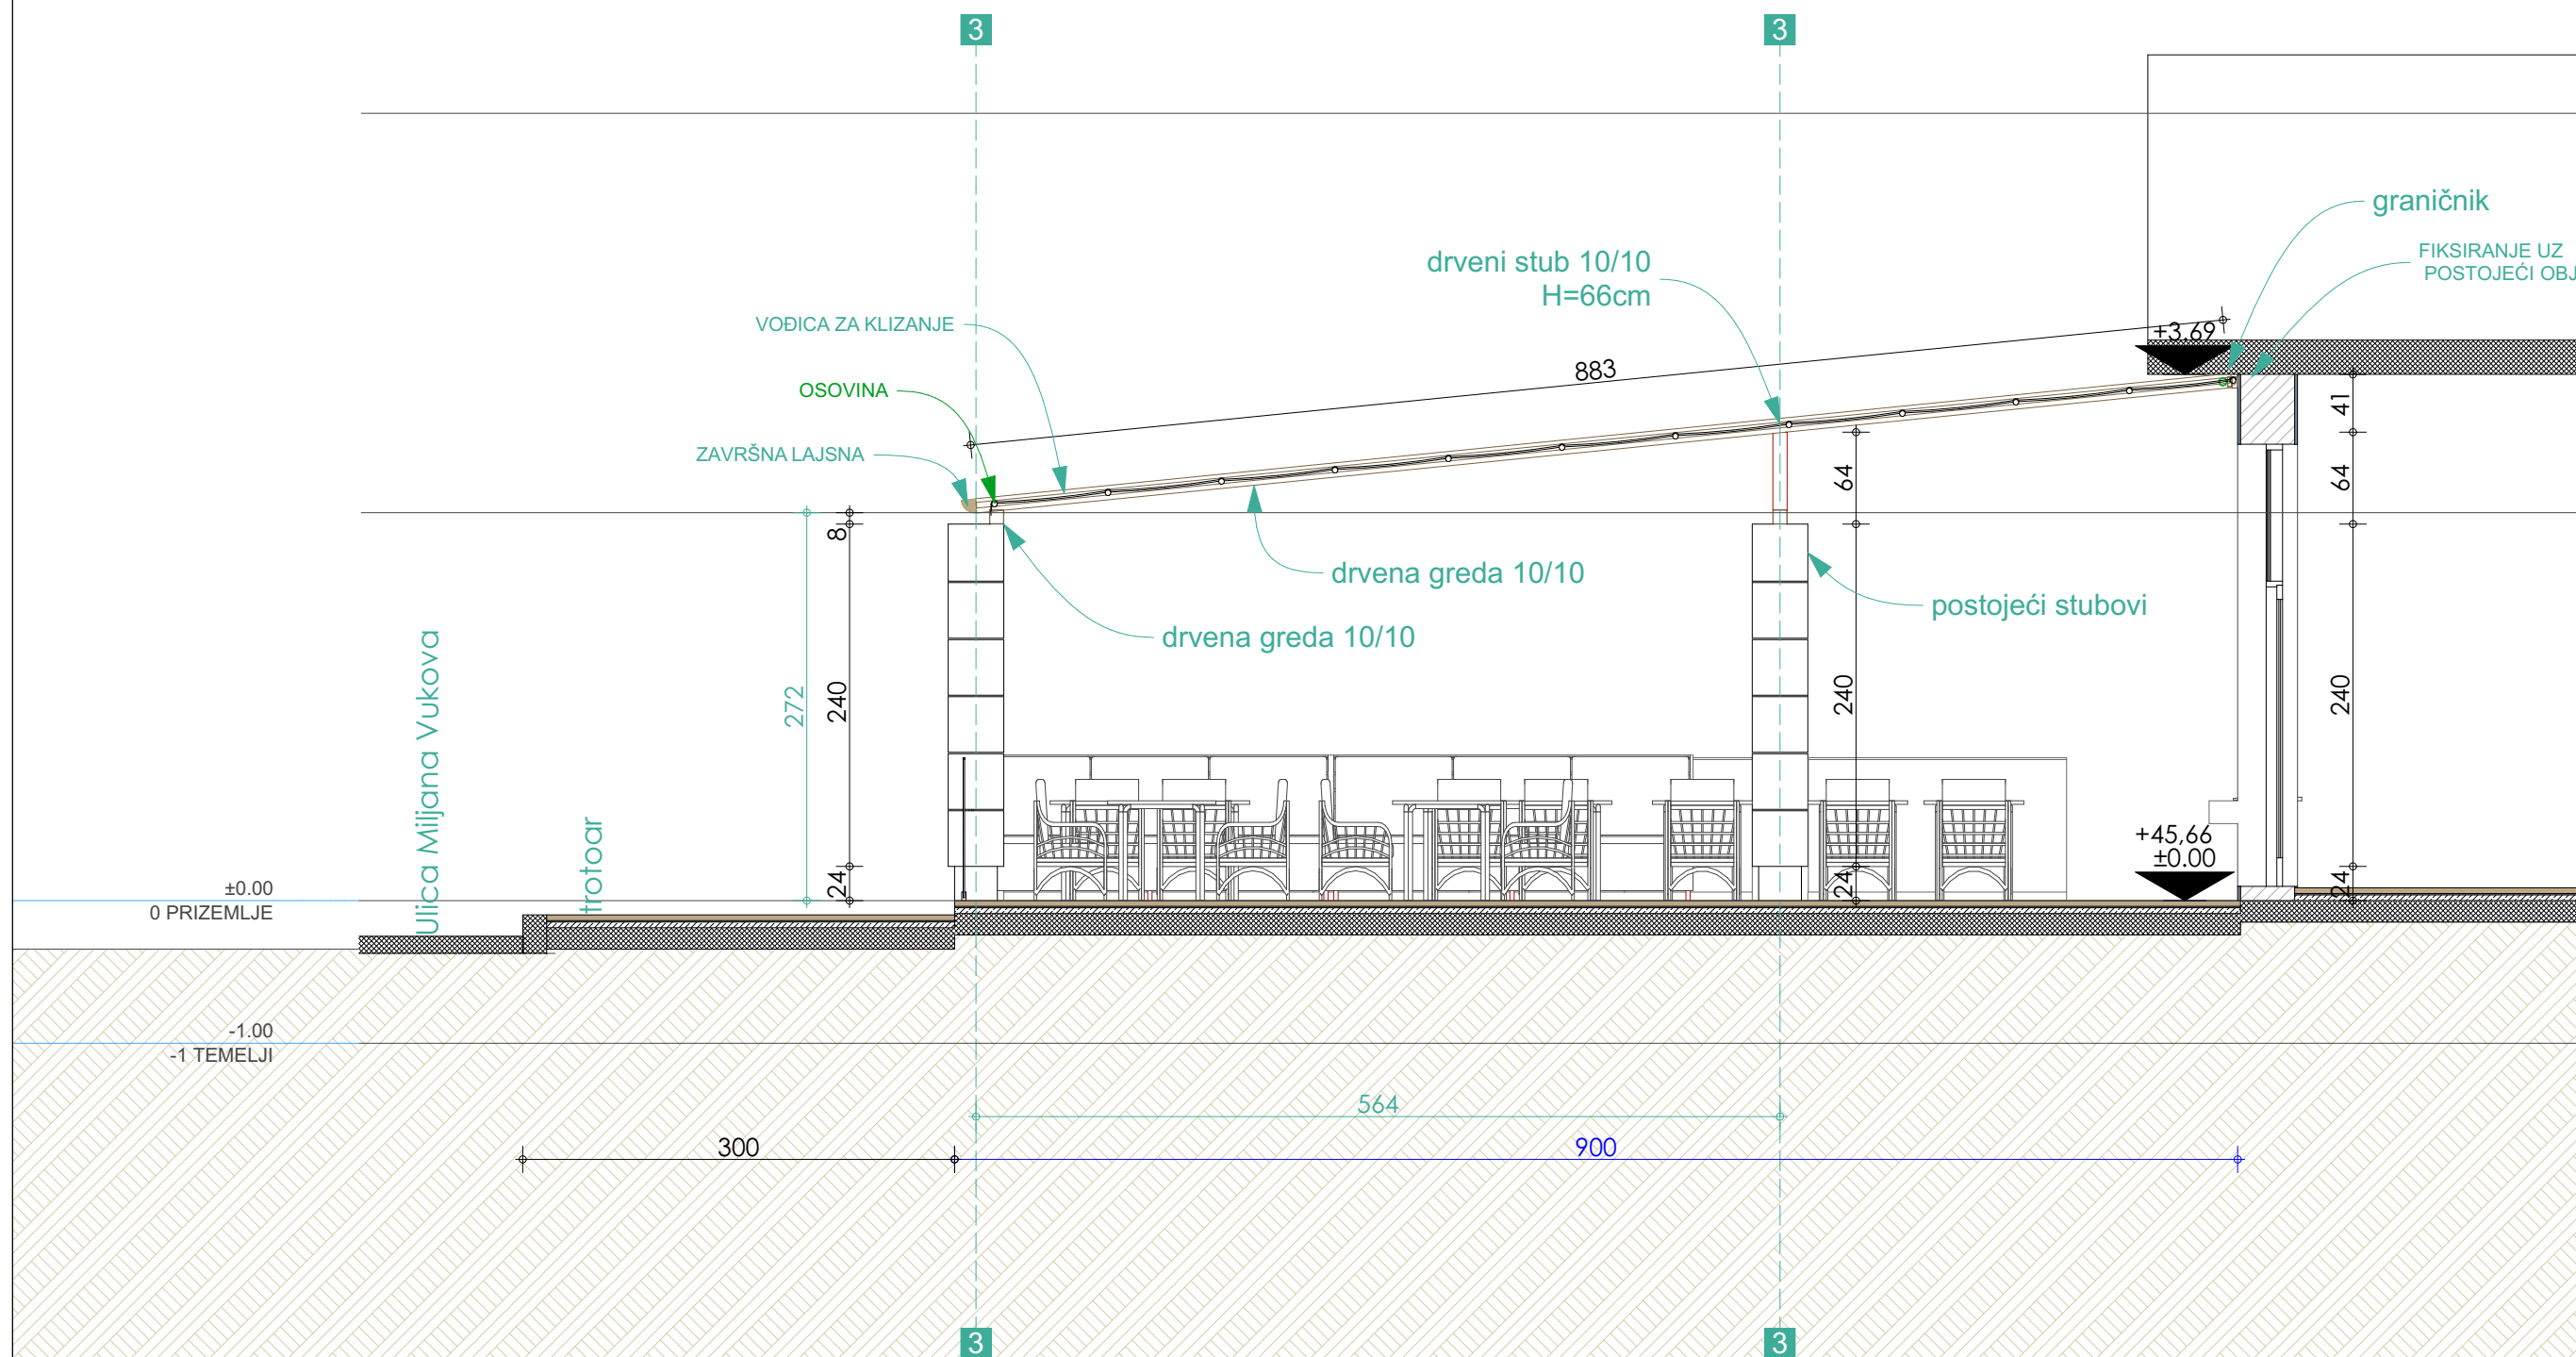 3
3
graničnik
FIKSIRANJE UZ
POSTOJEĆI OBJ
drveni stub 10/10
H=66cm
VOĐICA ZA KLIZANJE
+3,69
883
OSOVINA
41
ZAVRŠNA LAJSNA
64
64
8
drvena greda 10/10
postojeći stubovi
drvena greda 10/10
Ulica Miljana Vukova
272
240
240
240
trotoar
+45,66
±0.00
24
24
24
±0.00
0 PRIZEMLJE
-1.00
-1 TEMELJI
564
300
900
3
3